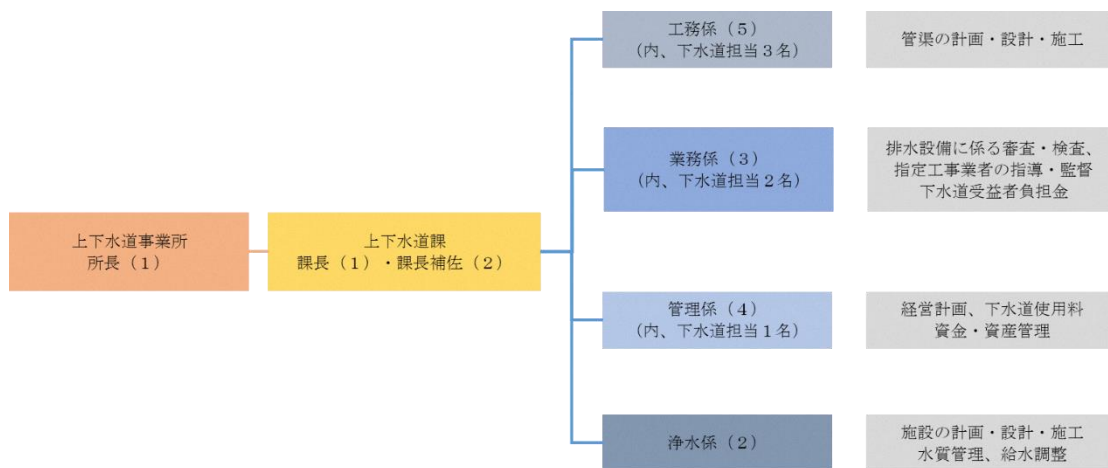 上下水道事業所
所長（１）
上下水道課
課長（１）・課長補佐（２）
工務係（５）
（内、下水道担当３名）
管渠の計画・設計・施工
業務係（３）
（内、下水道担当２名）
排水設備に係る審査・検査、
指定工事業者の指導・監督
下水道受益者負担金
管理係（４）
（内、下水道担当１名）
経営計画、下水道使用料
資金・資産管理
浄水係（２）
施設の計画・設計・施工
水質管理、給水調整